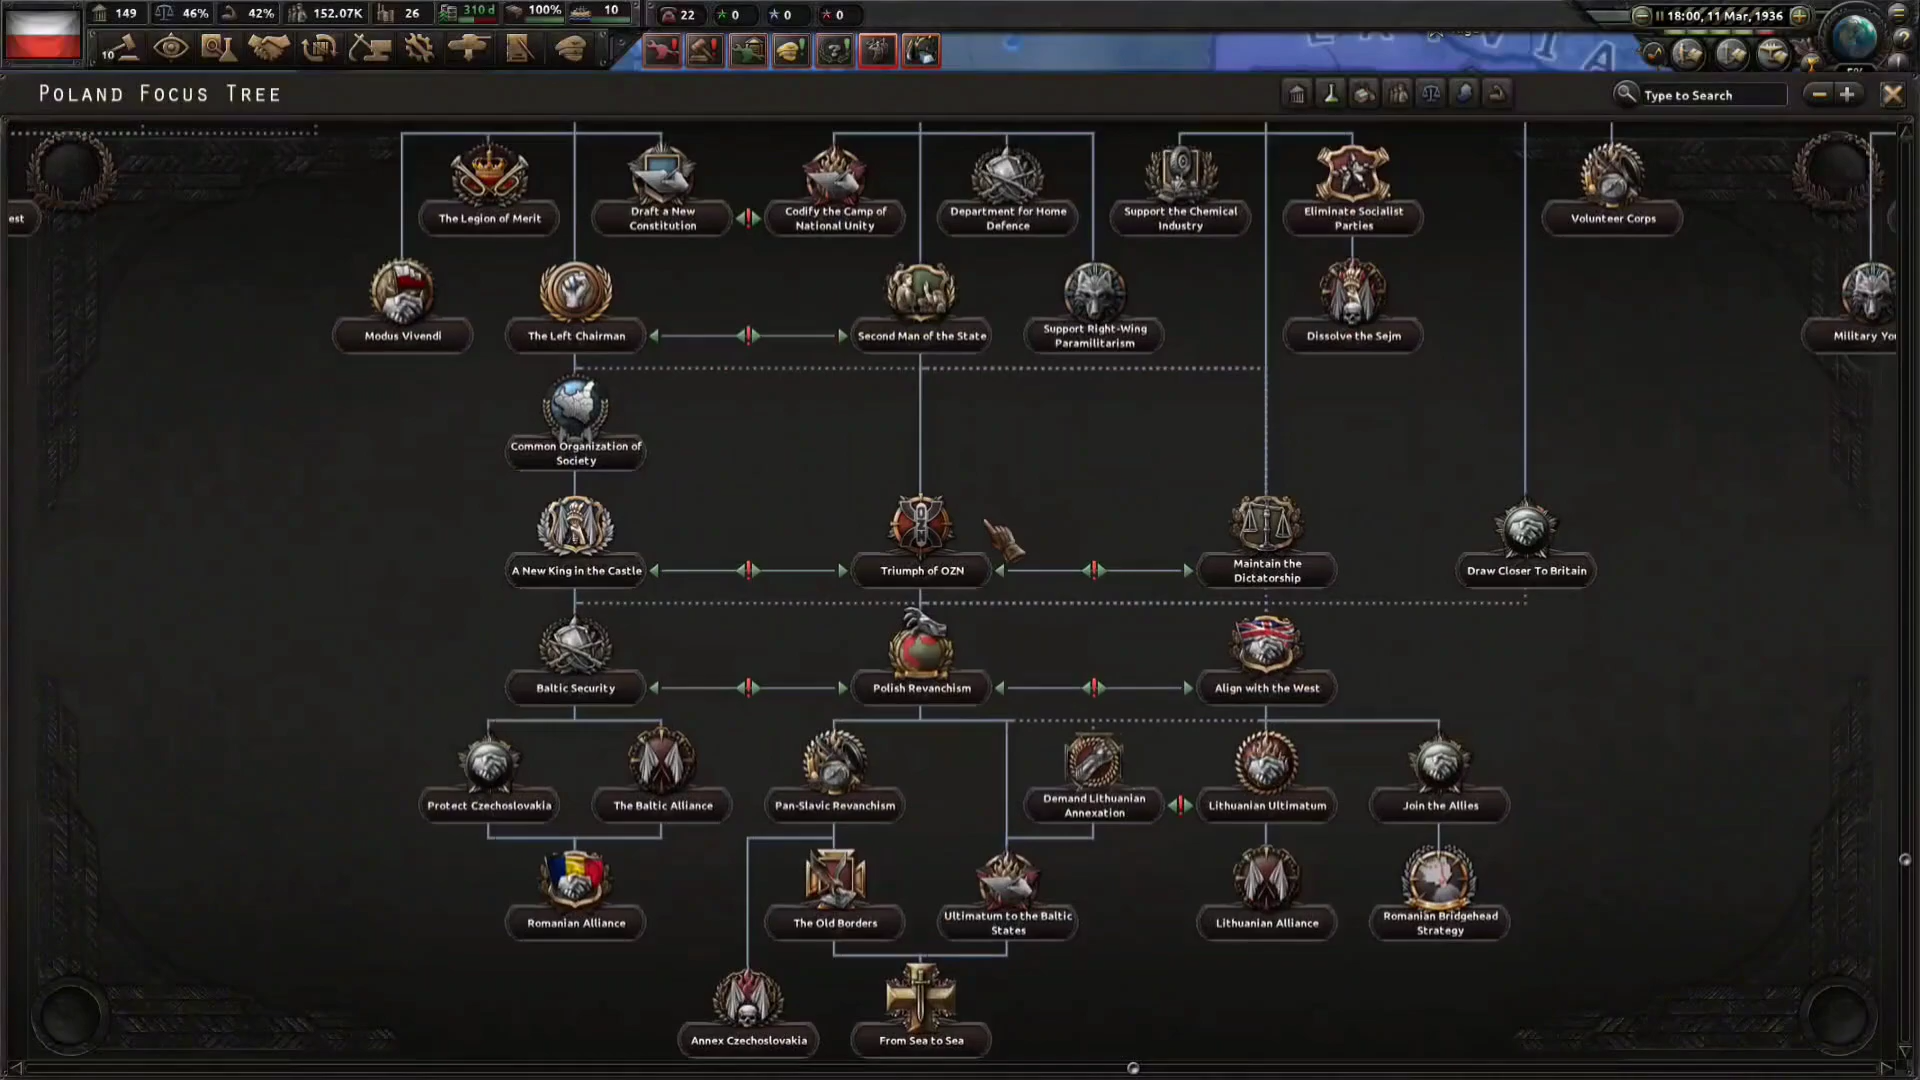 149 46% 42% 152.07K 26 310 d 100% 10 22 0 0 0 18:00, 11 Mar, 1936
10
POLAND FOCUS TREE
Type to Search
est
The Legion of Merit
Draft a New
Constitution
Codify the Camp of
National Unity
Department for Home
Defence
Support the Chemical
Industry
Eliminate Socialist
Parties
Volunteer Corps
Modus Vivendi
The Left Chairman
Second Man of the State
Support Right-Wing
Paramilitarism
Dissolve the Sejm
Military You
Common Organization of
Society
A New King in the Castle
Triumph of OZN
Maintain the
Dictatorship
Draw Closer To Britain
Baltic Security
Polish Revanchism
Align with the West
Protect Czechoslovakia
The Baltic Alliance
Pan-Slavic Revanchism
Demand Lithuanian
Annexation
Lithuanian Ultimatum
Join the Allies
Romanian Alliance
The Old Borders
Ultimatum to the Baltic
States
Lithuanian Alliance
Romanian Bridgehead
Strategy
Annex Czechoslovakia
From Sea to Sea